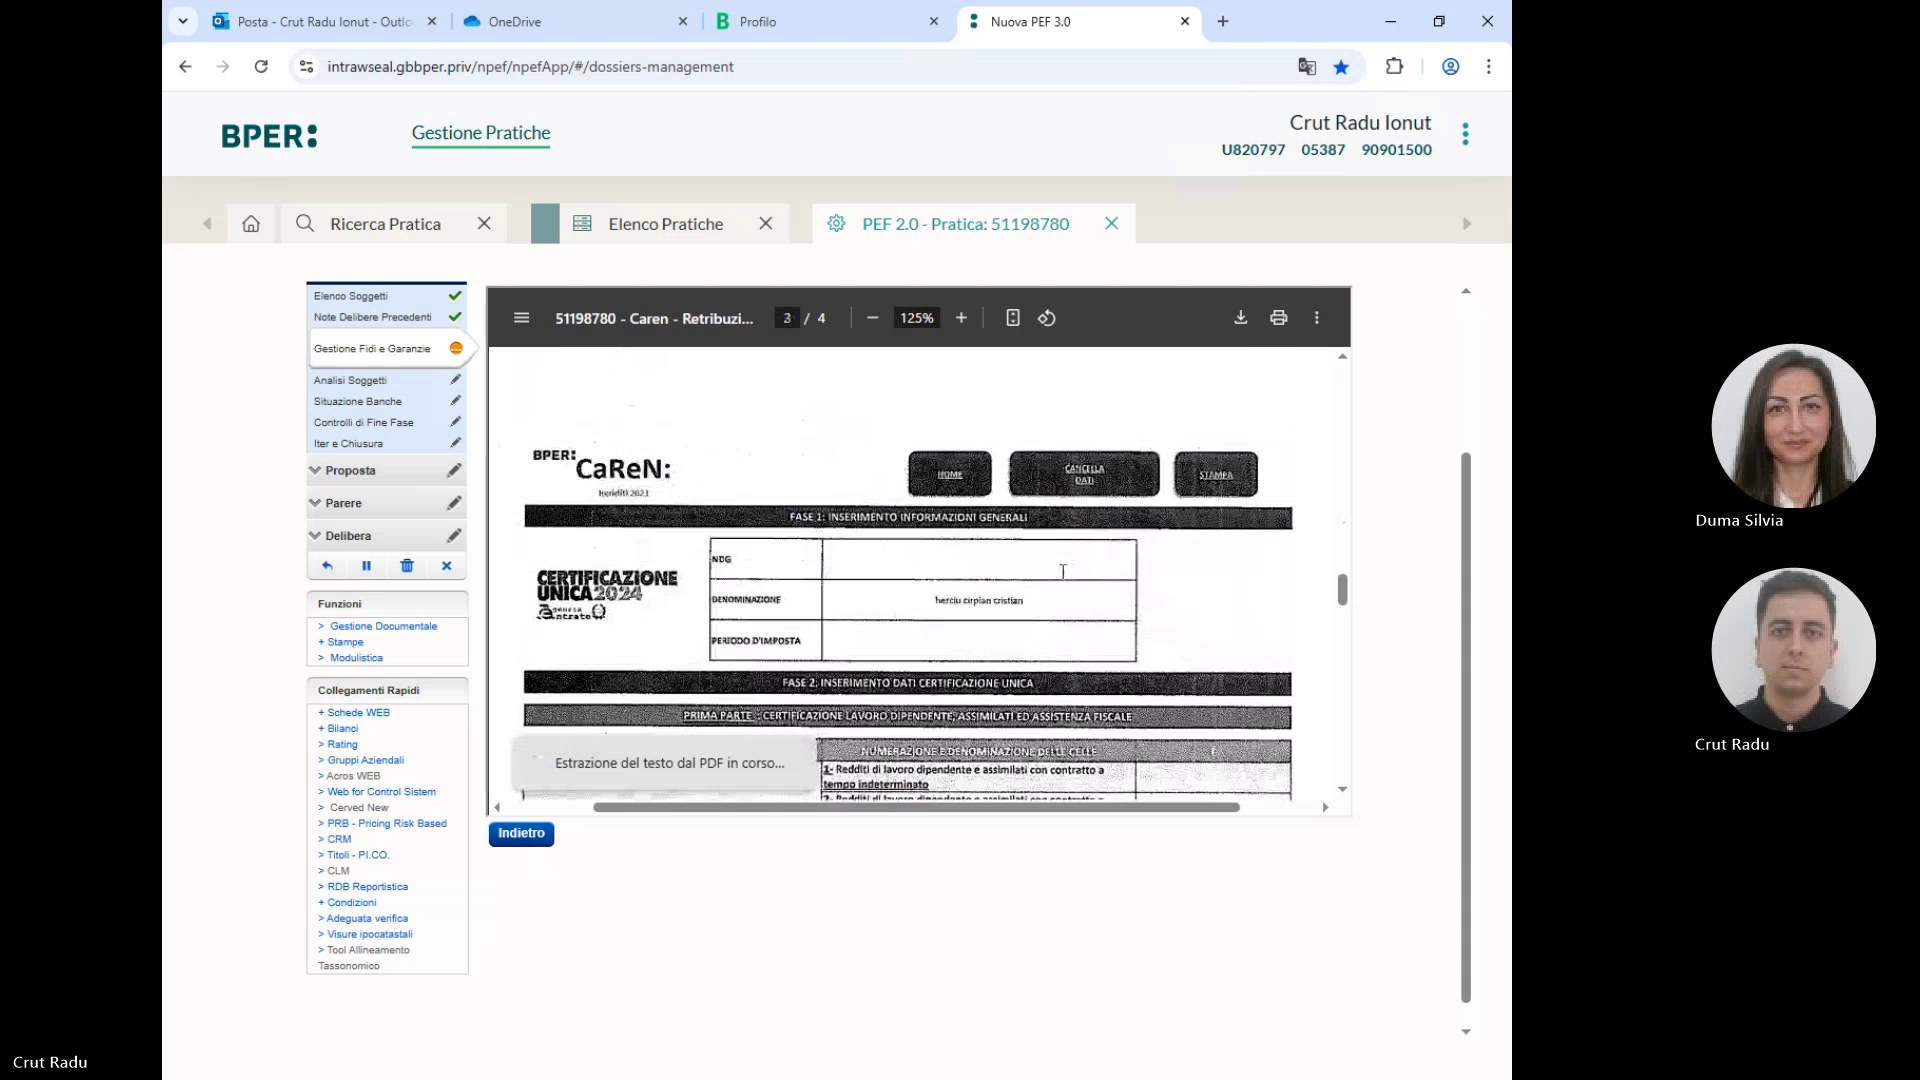 Posta - Crut Radu Ionut - Outlo
OneDrive
Profilo
Nuova PEF 3.0
intrawseal.gbbper.priv/npef/npefApp/#/dossiers-management
BPER:
Gestione Pratiche
Crut Radu Ionut
U820797 05387 90901500
Ricerca Pratica
Elenco Pratiche
PEF 2.0 - Pratica: 51198780
Elenco Soggetti
Note Delibere Precedenti
Gestione Fidi e Garanzie
Analisi Soggetti
Situazione Banche
Controlli di Fine Fase
Iter e Chiusura
Proposta
Parere
Delibera
Funzioni
> Gestione Documentale
+ Stampe
> Modulistica
Collegamenti Rapidi
+ Schede WEB
+ Bilanci
> Rating
> Gruppi Aziendali
> Acros WEB
> Web for Control Sistem
> Cerved New
> PRB - Pricing Risk Based
> CRM
> Titoli - PI.CO.
> CLM
> RDB Reportistica
+ Condizioni
> Adeguata verifica
> Visure ipocatastali
> Tool Allineamento
Tassonomico
51198780 - Caren - Retribuzi...
3 / 4
125%
BPER:
CaReN:
HOME
CANCELLA
DATI
STAMPA
FASE 1: INSERIMENTO INFORMAZIONI GENERALI
CERTIFICAZIONE
UNICA2024
NDG
DENOMINAZIONE
herciu cirpian cristian
PERIODO D'IMPOSTA
FASE 2: INSERIMENTO DATI CERTIFICAZIONE UNICA
PRIMA PARTE : CERTIFICAZIONE LAVORO DIPENDENTE, ASSIMILATI ED ASSISTENZA FISCALE
NUMERAZIONE E DENOMINAZIONE DELLE CELLE
1- Redditi di lavoro dipendente e assimilati con contratto a
tempo indeterminato
Estrazione del testo dal PDF in corso...
Indietro
Duma Silvia
Crut Radu
Crut Radu